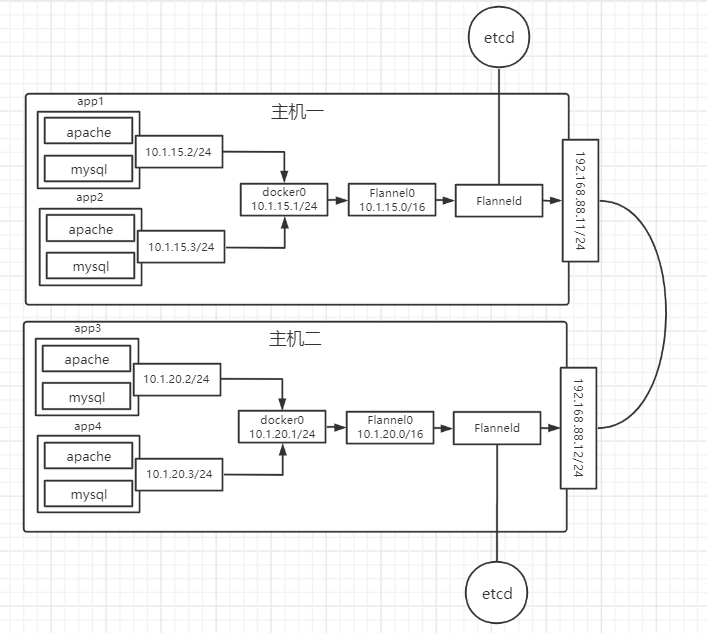 etcd
主机一
app1
apache
mysql
10.1.15.2/24
app2
apache
mysql
10.1.15.3/24
docker0
10.1.15.1/24
Flannel0
10.1.15.0/16
Flanneld
192.168.88.11/24
主机二
app3
apache
mysql
10.1.20.2/24
app4
apache
mysql
10.1.20.3/24
docker0
10.1.20.1/24
Flannel0
10.1.20.0/16
Flanneld
192.168.88.12/24
etcd